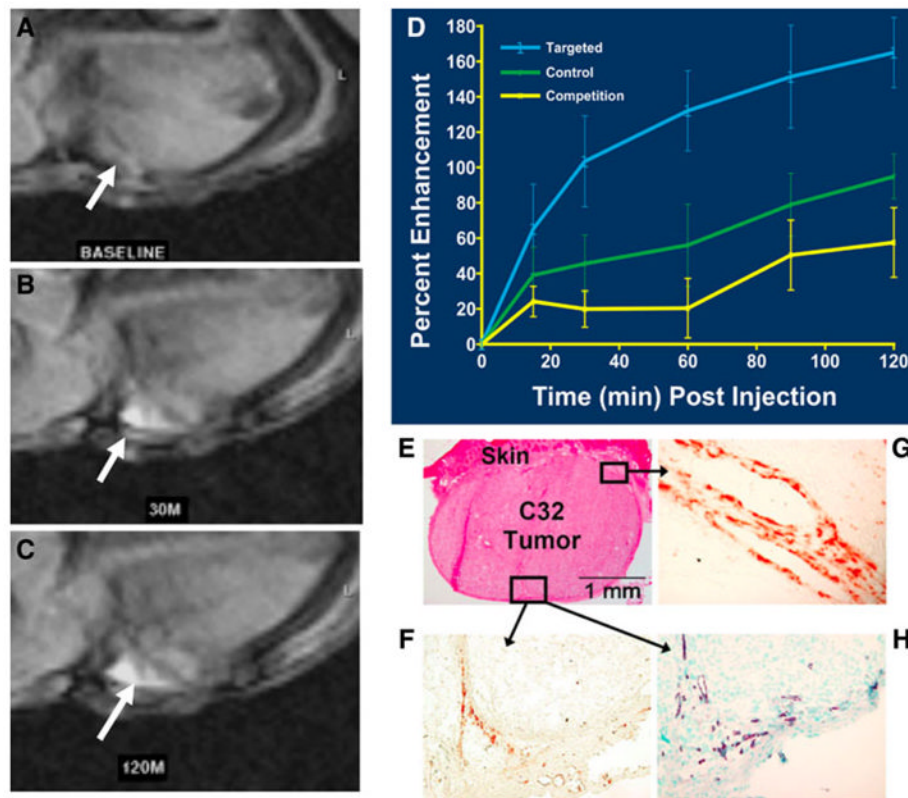 A
L
BASELINE
B
L
30M
C
L
120M
D
180
160
140
120
100
80
60
40
20
0
Percent Enhancement
Targeted
Control
Competition
0 20 40 60 80 100 120
Time (min) Post Injection
E
Skin
C32
Tumor
1 mm
G
F
H